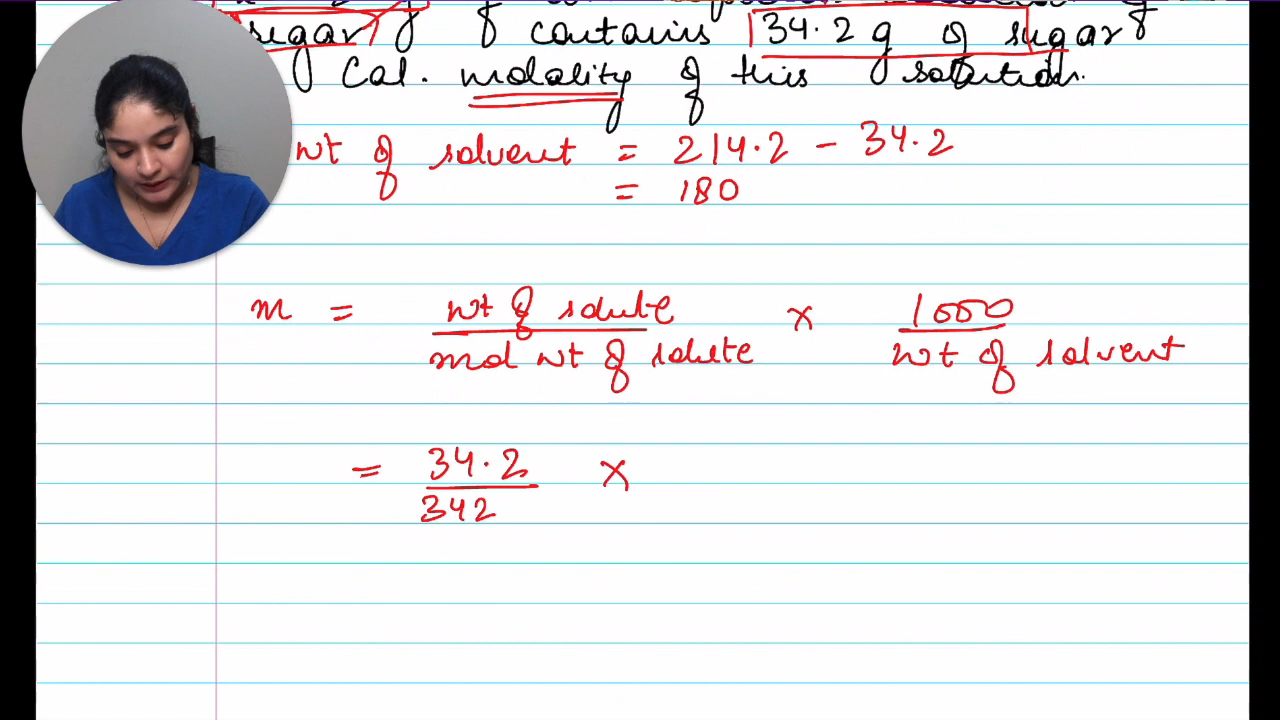 sugar of contains 34.2 g of sugar
Cal. molality of this solution.
wt of solvent = 214.2 - 34.2
= 180
m = wt of solute / mol wt of solute × 1000 / wt of solvent
= 34.2 / 342 ×